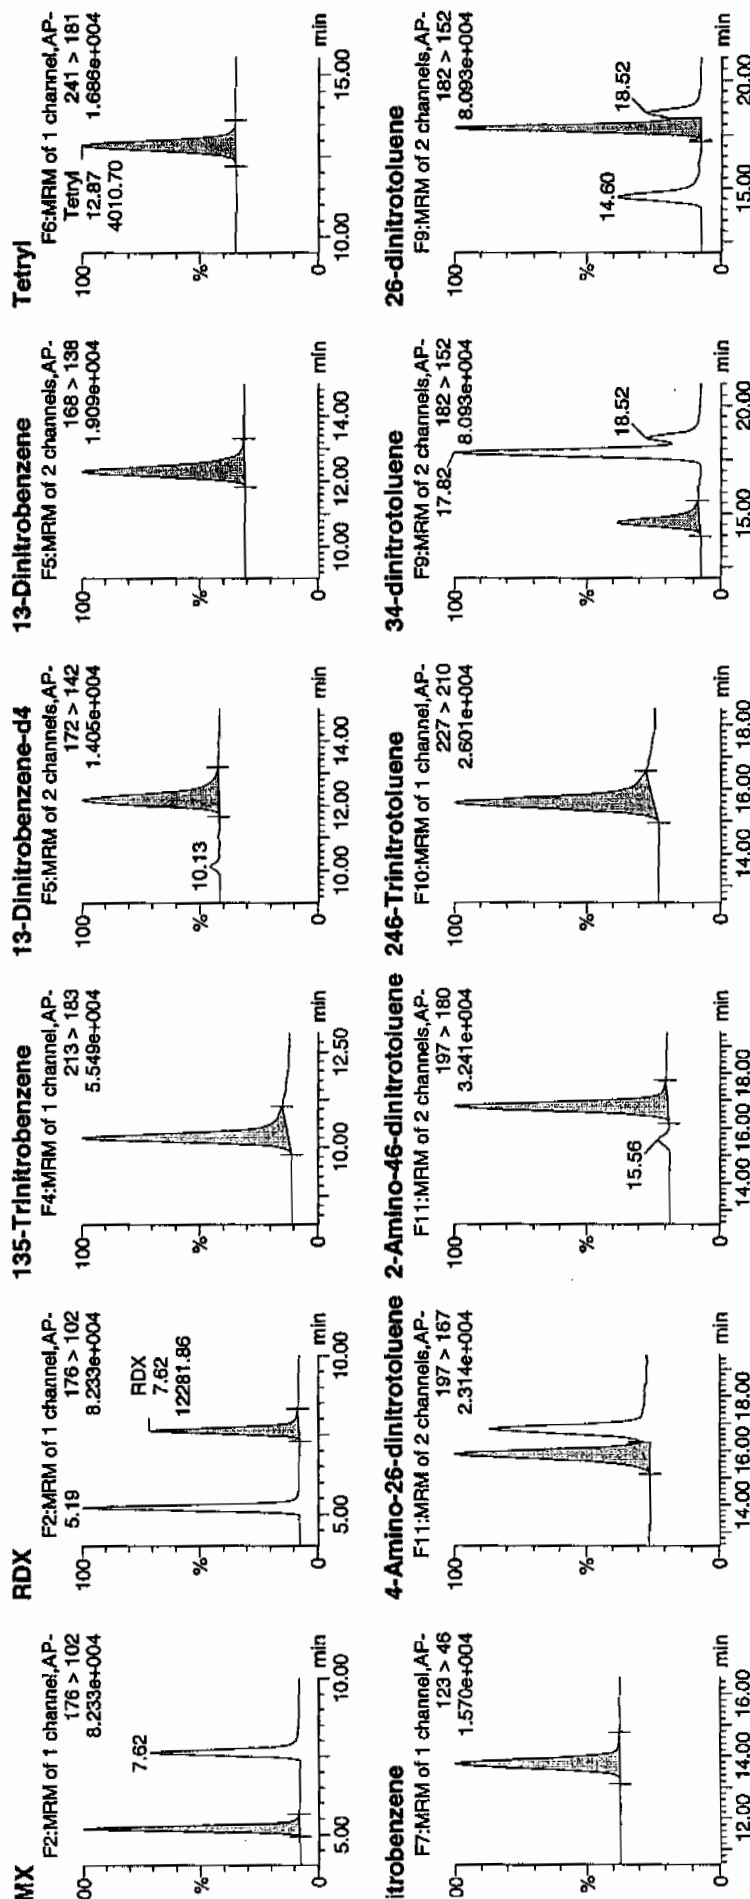 MX
F2:MRM of 1 channel,AP-
176 > 102
8.233e+004
00
%
7.62
0
5.00
10.00
min
RDX
F2:MRM of 1 channel,AP-
176 > 102
8.233e+004
100
5.19
RDX
7.62
12281.86
%
0
5.00
10.00
min
135-Trinitrobenzene
F4:MRM of 1 channel,AP-
213 > 183
5.549e+004
100
%
0
10.00
12.50
min
13-Dinitrobenzene-d4
F5:MRM of 2 channels,AP-
172 > 142
1.405e+004
100
%
10.13
0
10.00
12.00
14.00
min
13-Dinitrobenzene
F5:MRM of 2 channels,AP-
168 > 138
1.909e+004
100
%
0
10.00
12.00
14.00
min
Tetryl
F6:MRM of 1 channel,AP-
241 > 181
1.686e+004
100
Tetryl
12.87
4010.70
%
0
10.00
15.00
min
itrobenzene
F7:MRM of 1 channel,AP-
123 > 46
1.570e+004
00
%
0
12.00
14.00
16.00
min
4-Amino-26-dinitrotoluene
F11:MRM of 2 channels,AP-
197 > 167
2.314e+004
100
%
0
14.00
16.00
18.00
min
2-Amino-46-dinitrotoluene
F11:MRM of 2 channels,AP-
197 > 180
3.241e+004
100
%
15.56
0
14.00
16.00
18.00
min
246-Trinitrotoluene
F10:MRM of 1 channel,AP-
227 > 210
2.601e+004
100
%
0
14.00
16.00
18.00
min
34-dinitrotoluene
F9:MRM of 2 channels,AP-
182 > 152
8.093e+004
100
17.82
18.52
%
0
15.00
20.00
min
26-dinitrotoluene
F9:MRM of 2 channels,AP-
182 > 152
8.093e+004
100
18.52
14.60
%
0
15.00
20.00
min